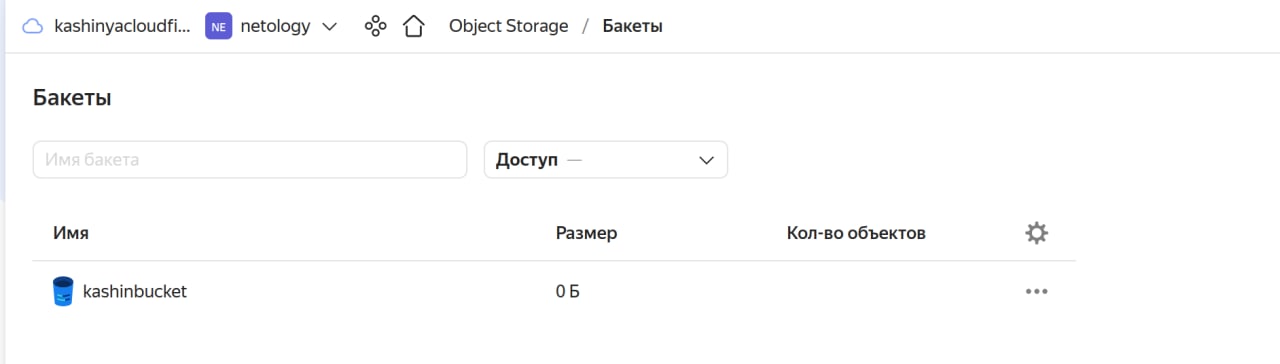 kashinyacloudfi... NE netology Object Storage / Бакеты
Бакеты
Имя бакета Доступ —
Имя Размер Кол-во объектов
kashinbucket 0 Б